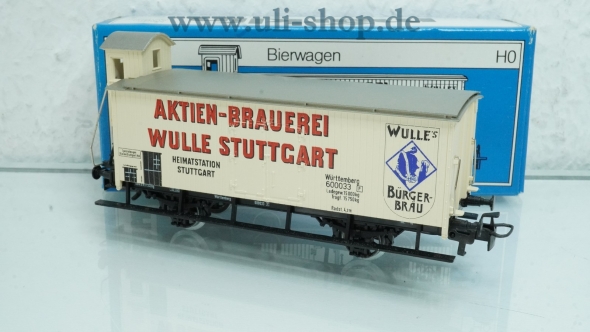 www.uli-shop.de
Bierwagen
H0
AKTIEN-BRAUEREI
WULLE STUTTGART
HEIMATSTATION
STUTTGART
Württemberg
600033
WULLE'S
BÜRGER-
BRÄU